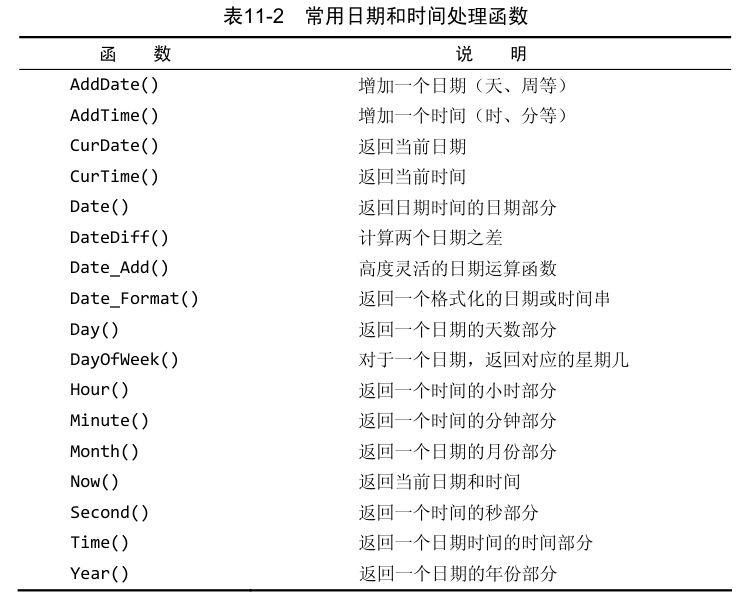 表11-2 常用日期和时间处理函数
函 数 说 明
AddDate() 增加一个日期（天、周等）
AddTime() 增加一个时间（时、分等）
CurDate() 返回当前日期
CurTime() 返回当前时间
Date() 返回日期时间的日期部分
DateDiff() 计算两个日期之差
Date_Add() 高度灵活的日期运算函数
Date_Format() 返回一个格式化的日期或时间串
Day() 返回一个日期的天数部分
DayOfWeek() 对于一个日期，返回对应的星期几
Hour() 返回一个时间的小时部分
Minute() 返回一个时间的分钟部分
Month() 返回一个日期的月份部分
Now() 返回当前日期和时间
Second() 返回一个时间的秒部分
Time() 返回一个日期时间的时间部分
Year() 返回一个日期的年份部分